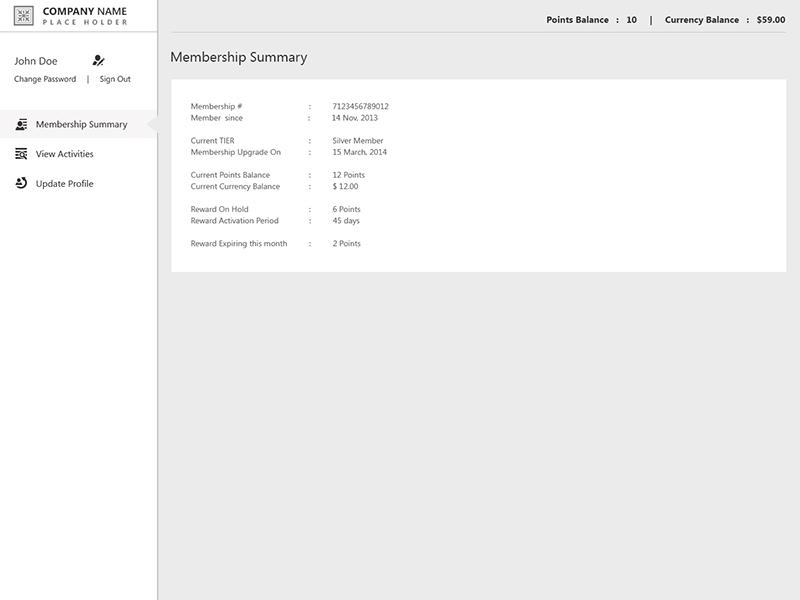 COMPANY NAME
PLACE HOLDER
Points Balance : 10 | Currency Balance : $59.00
John Doe
Change Password | Sign Out
Membership Summary
View Activities
Update Profile
Membership Summary
Membership # : 7123456789012
Member since : 14 Nov, 2013
Current TIER : Silver Member
Membership Upgrade On : 15 March, 2014
Current Points Balance : 12 Points
Current Currency Balance : $ 12.00
Reward On Hold : 6 Points
Reward Activation Period : 45 days
Reward Expiring this month : 2 Points